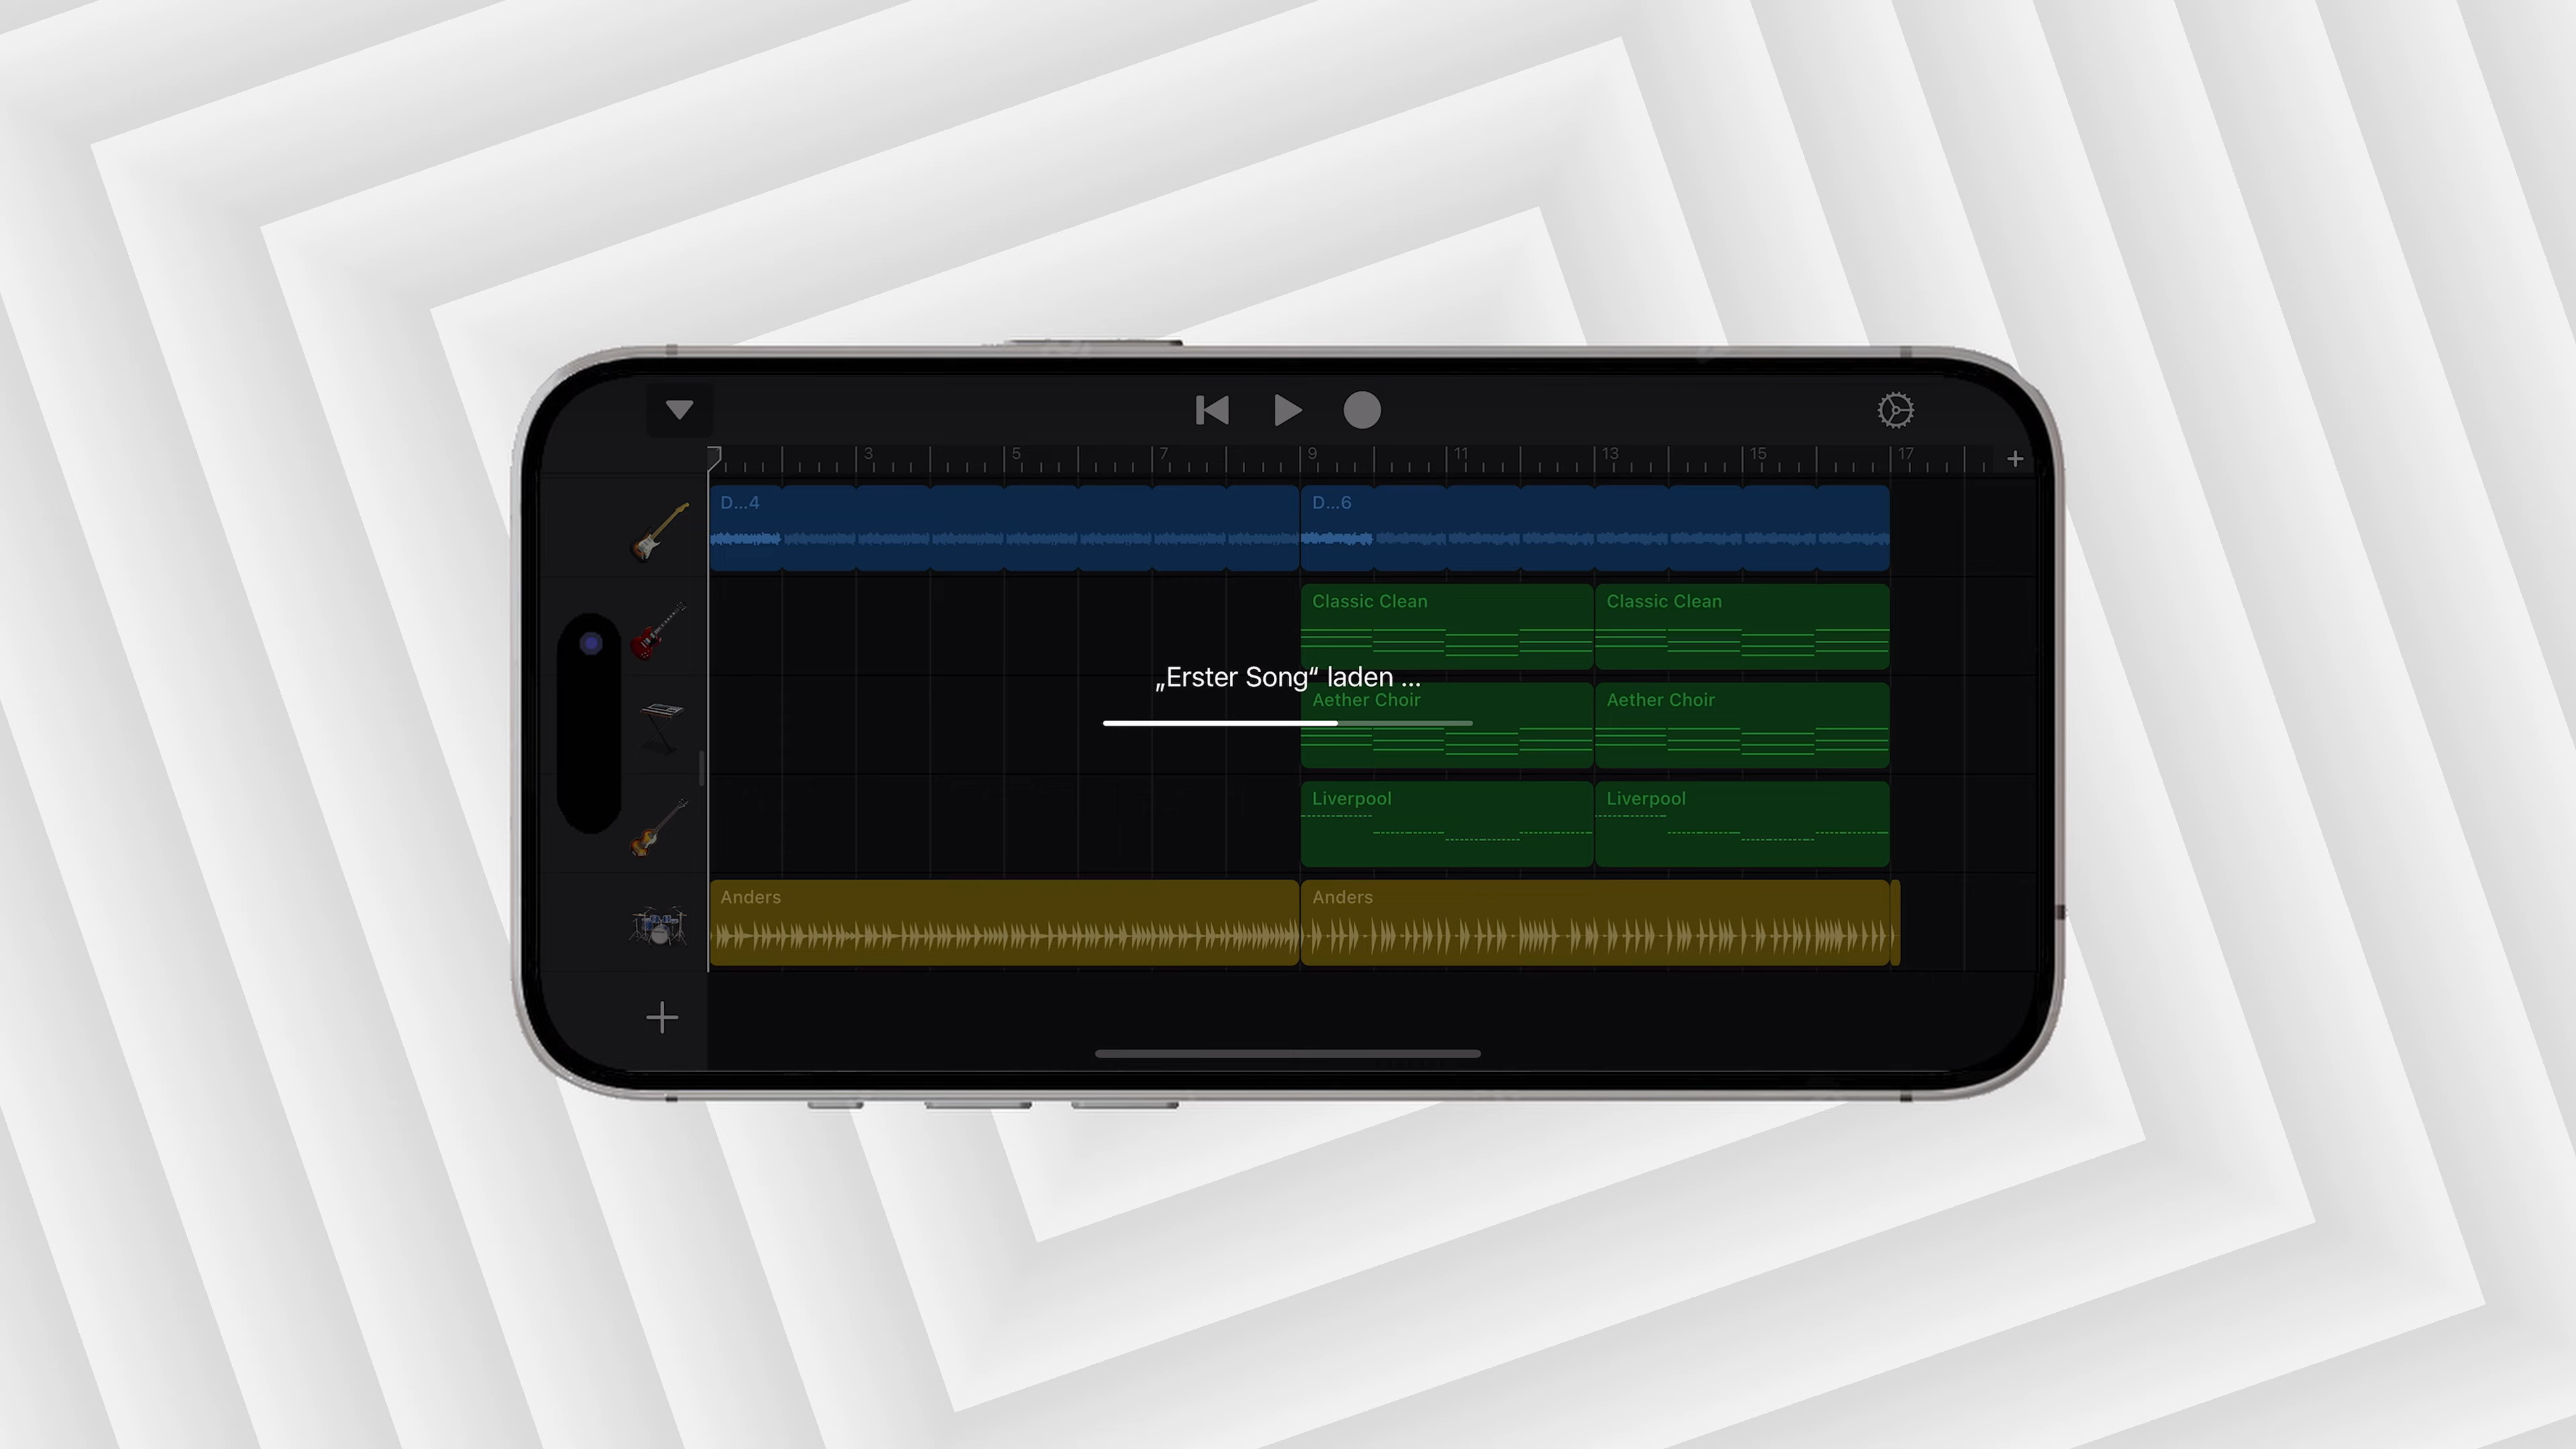 3 5 7 9 11 13 15 17
D...4 D...6
Classic Clean Classic Clean
„Erster Song“ laden ...
Aether Choir Aether Choir
Liverpool Liverpool
Anders Anders